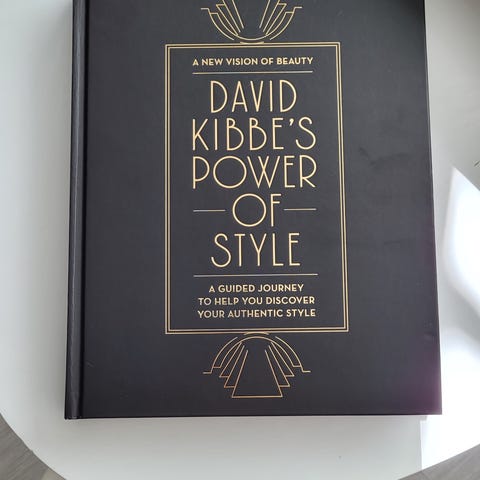 A NEW VISION OF BEAUTY
DAVID
KIBBE'S
POWER
OF
STYLE
A GUIDED JOURNEY
TO HELP YOU DISCOVER
YOUR AUTHENTIC STYLE